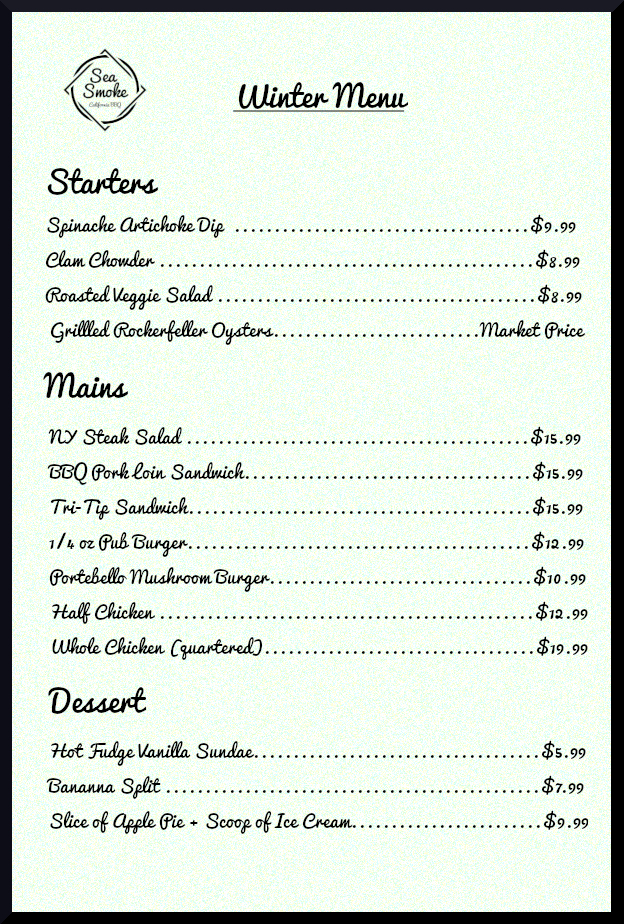 Sea
Smoke
California BBQ
Winter Menu
Starters
Spinache Artichoke Dip ......................................$9.99
Clam Chowder ................................................$8.99
Roasted Veggie Salad .........................................$8.99
Grillled Rockerfeller Oysters...........................Market Price
Mains
NY Steak Salad ............................................$15.99
BBQ Pork Loin Sandwich.....................................$15.99
Tri-Tip Sandwich............................................$15.99
1/4 oz Pub Burger............................................$12.99
Portebello Mushroom Burger..................................$10.99
Half Chicken ................................................$12.99
Whole Chicken (quartered)...................................$19.99
Dessert
Hot Fudge Vanilla Sundae.....................................$5.99
Bananna Split ................................................$7.99
Slice of Apple Pie + Scoop of Ice Cream.........................$9.99